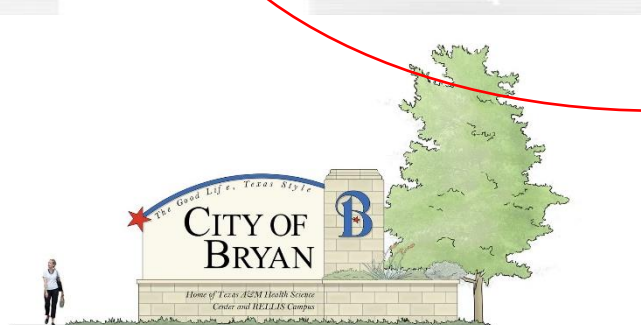 The Good Life, Texas Style
CITY OF
BRYAN
B
Home of Texas A&M Health Science
Center and RELLIS Campus